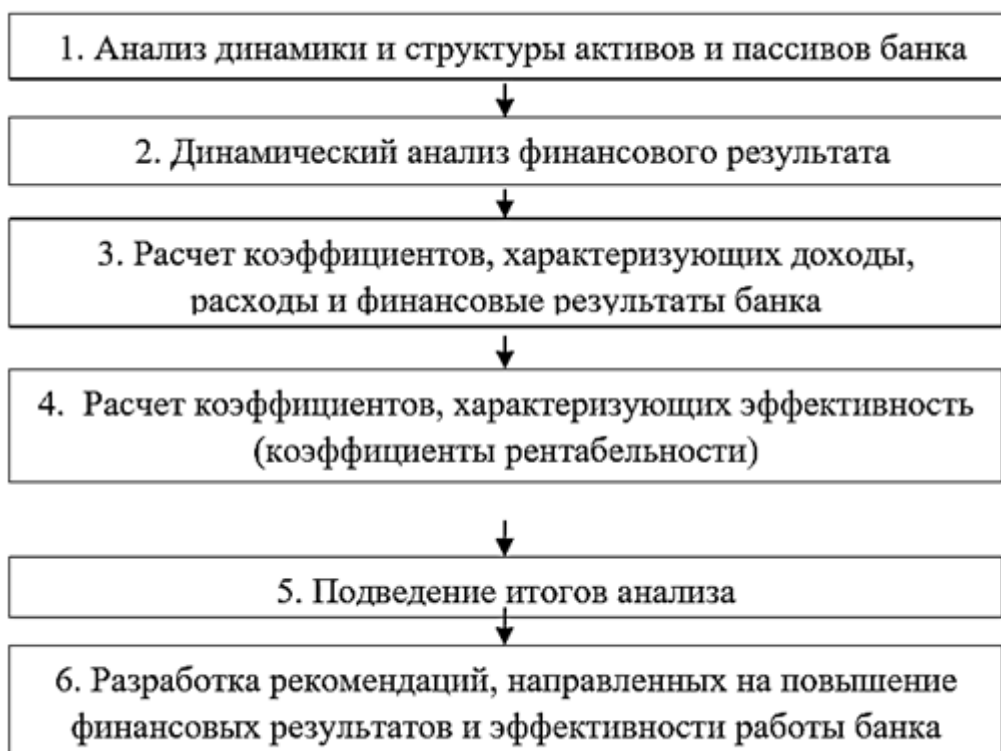 1. Анализ динамики и структуры активов и пассивов банка
2. Динамический анализ финансового результата
3. Расчет коэффициентов, характеризующих доходы,
расходы и финансовые результаты банка
4. Расчет коэффициентов, характеризующих эффективность
(коэффициенты рентабельности)
5. Подведение итогов анализа
6. Разработка рекомендаций, направленных на повышение
финансовых результатов и эффективности работы банка